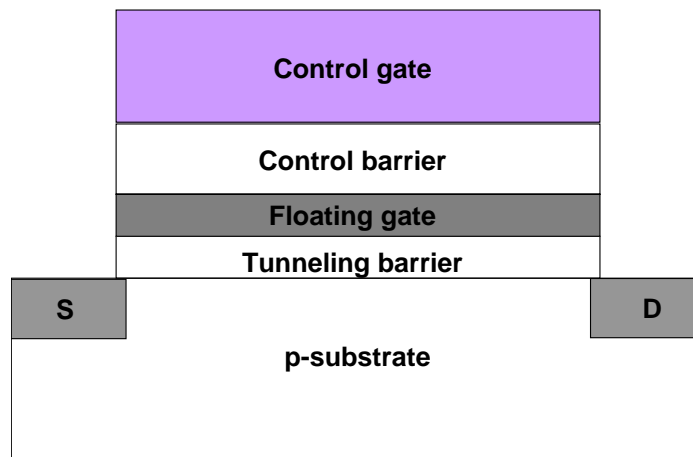 Control gate
Control barrier
Floating gate
Tunneling barrier
S
D
p-substrate